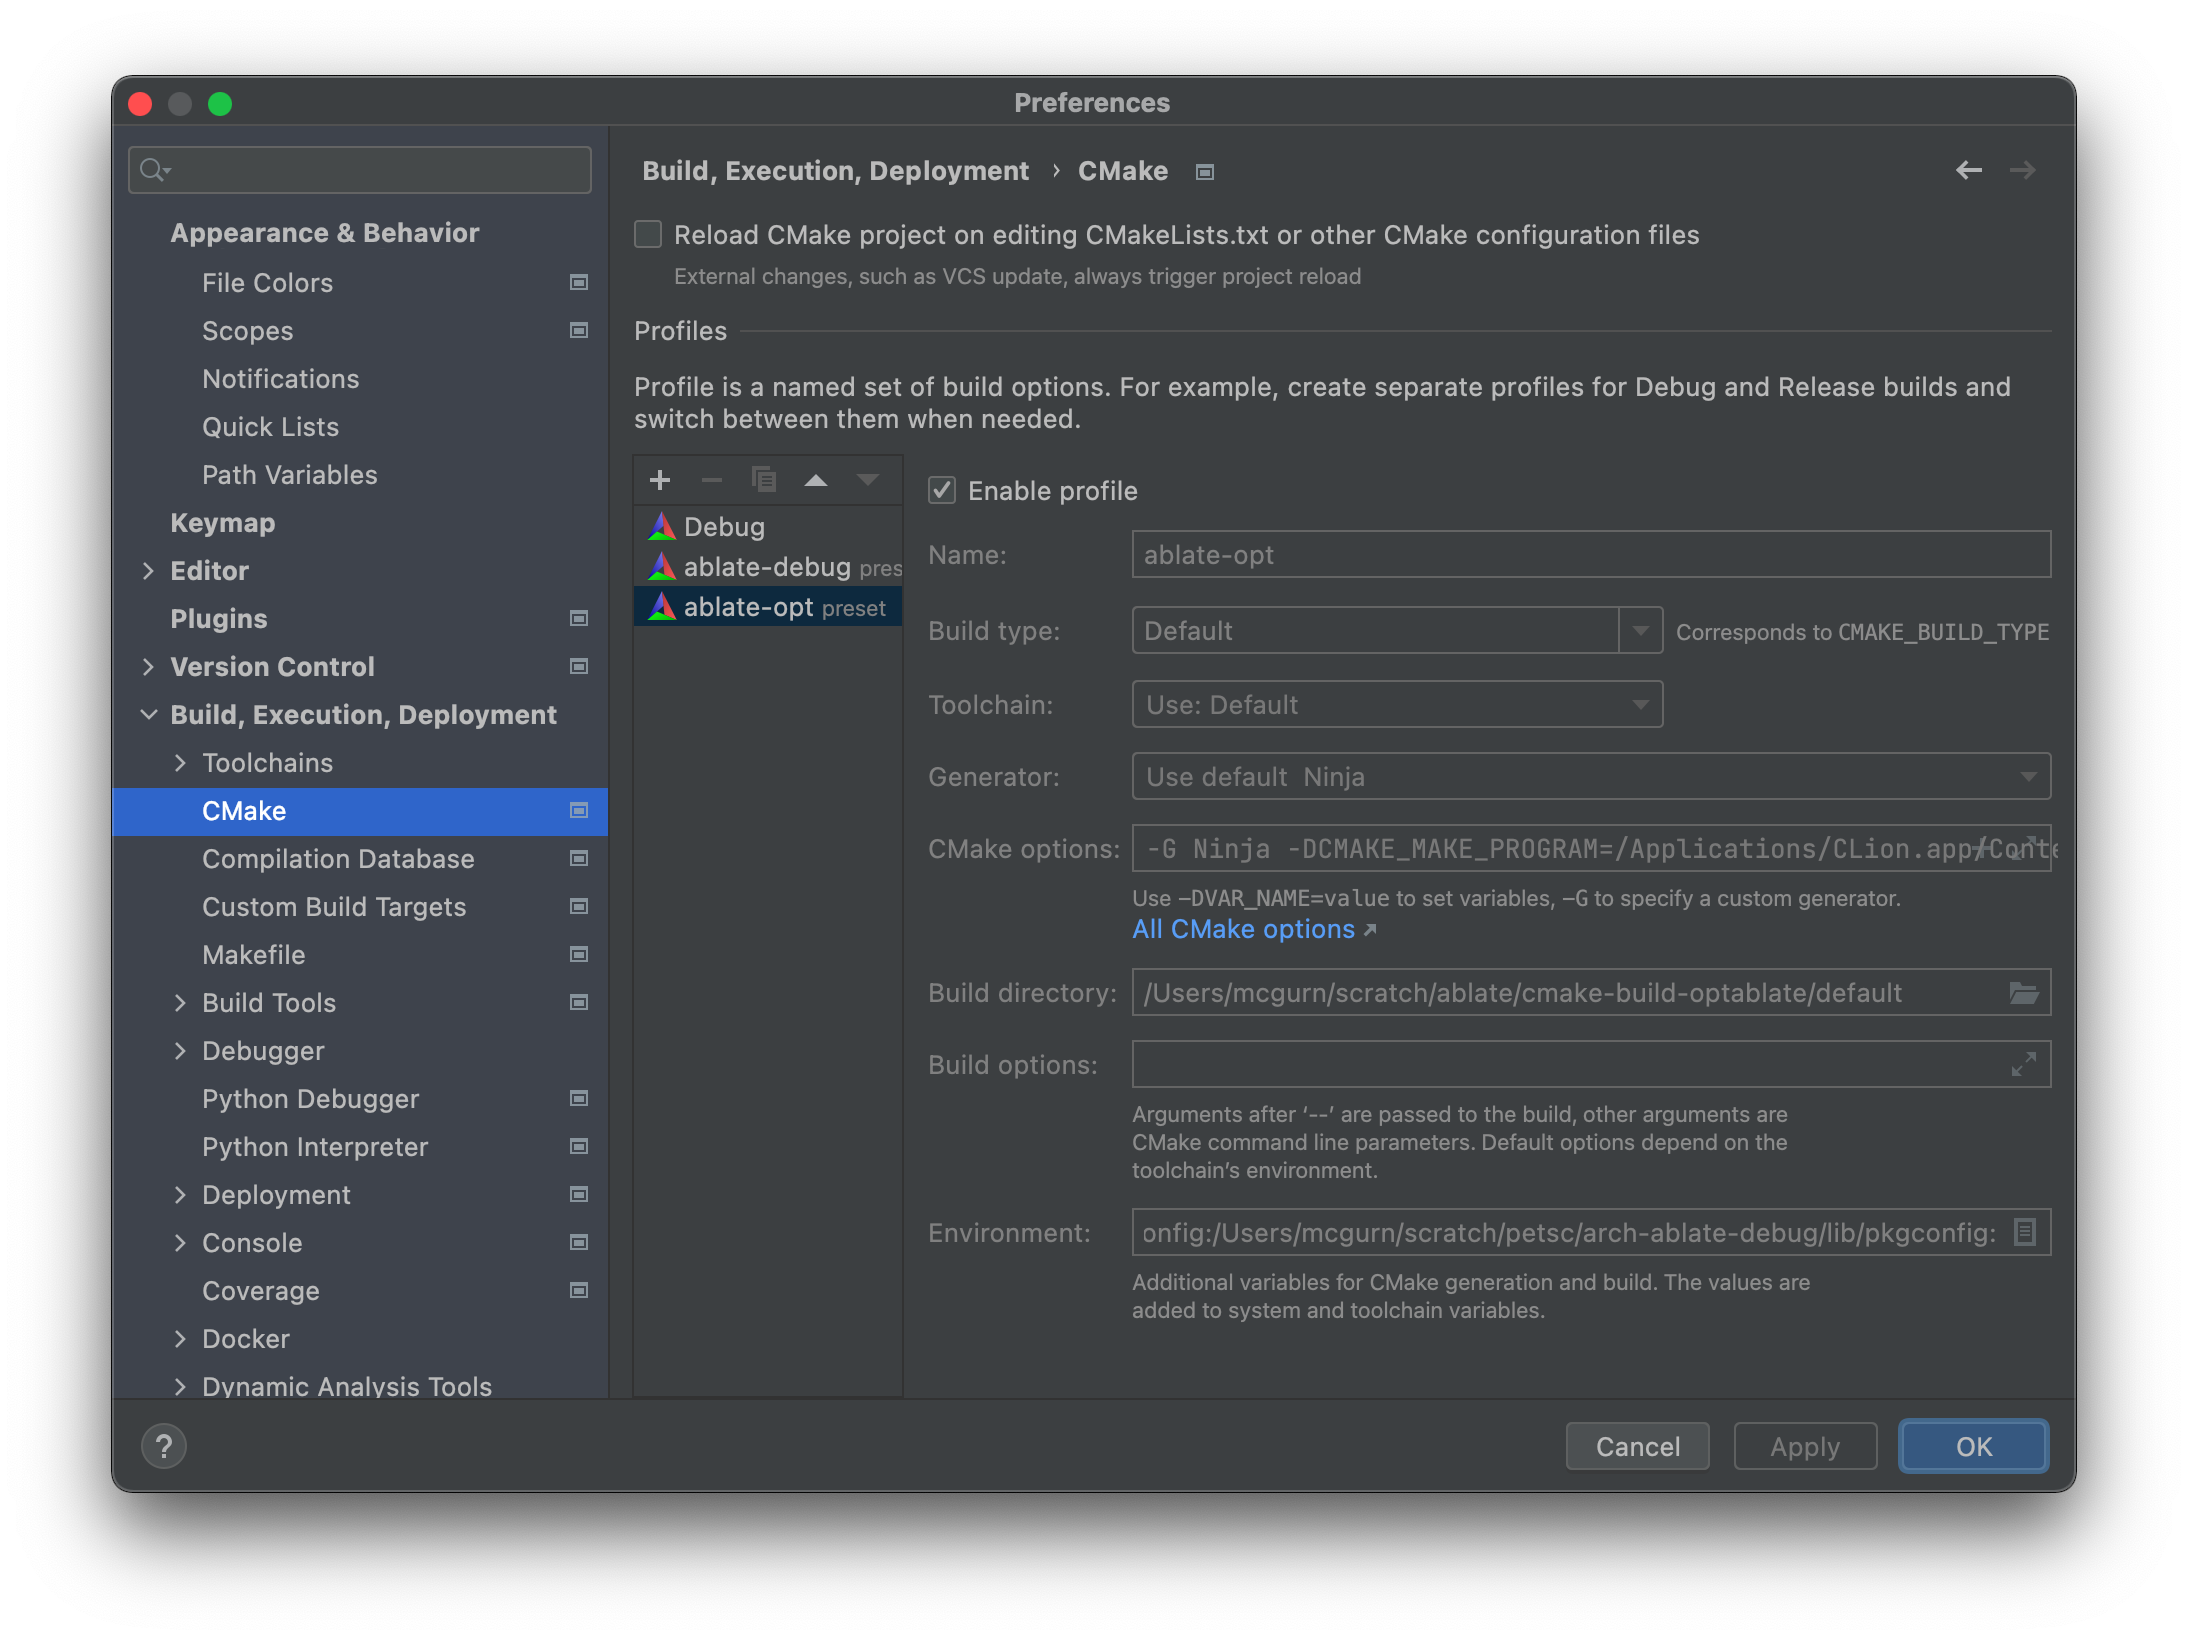 Preferences
Appearance & Behavior
File Colors
Scopes
Notifications
Quick Lists
Path Variables
Keymap
Editor
Plugins
Version Control
Build, Execution, Deployment
Toolchains
CMake
Compilation Database
Custom Build Targets
Makefile
Build Tools
Debugger
Python Debugger
Python Interpreter
Deployment
Console
Coverage
Docker
Dynamic Analysis Tools
Build, Execution, Deployment › CMake
Reload CMake project on editing CMakeLists.txt or other CMake configuration files
External changes, such as VCS update, always trigger project reload
Profiles
Profile is a named set of build options. For example, create separate profiles for Debug and Release builds and
switch between them when needed.
Debug
ablate-debug pres
ablate-opt preset
Enable profile
Name: ablate-opt
Build type: Default Corresponds to CMAKE_BUILD_TYPE
Toolchain: Use: Default
Generator: Use default Ninja
CMake options: -G Ninja -DCMAKE_MAKE_PROGRAM=/Applications/CLion.app/Conte
Use –DVAR_NAME=value to set variables, –G to specify a custom generator.
All CMake options ↗
Build directory: /Users/mcgurn/scratch/ablate/cmake-build-optablate/default
Build options:
Arguments after ‘--’ are passed to the build, other arguments are
CMake command line parameters. Default options depend on the
toolchain’s environment.
Environment: onfig:/Users/mcgurn/scratch/petsc/arch-ablate-debug/lib/pkgconfig:
Additional variables for CMake generation and build. The values are
added to system and toolchain variables.
?
Cancel
Apply
OK